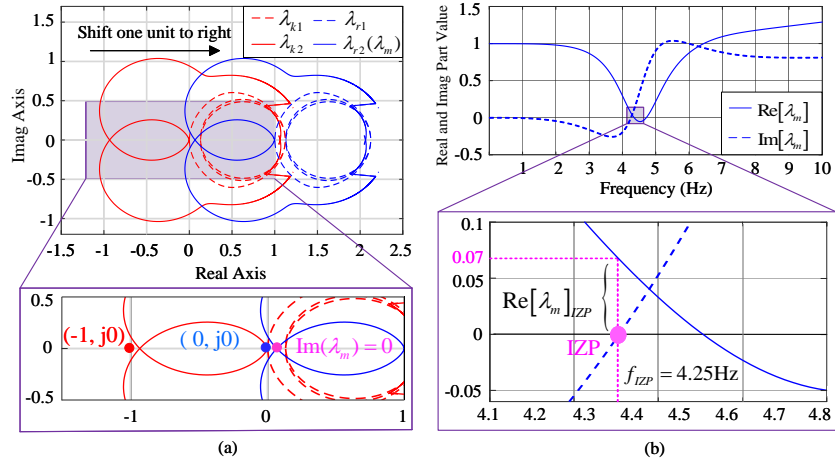 Shift one unit to right
λk1
λr1
λk2
λr2(λm)
Imag Axis
1
0.5
0
-0.5
-1
-1.5
-1
-0.5
0
0.5
1
1.5
2
2.5
Real Axis
0.5
0
-0.5
(-1, j0)
( 0, j0)
Im(λm) = 0
-1
0
1
(a)
Real and Imag Part Value
1.5
1
0.5
0
-0.5
Re[λm]
Im[λm]
0
1
2
3
4
5
6
7
8
9
10
Frequency (Hz)
0.1
0.07
0.05
0
-0.05
Re[λm]IZP
IZP
fIZP = 4.25Hz
4.1
4.2
4.3
4.4
4.5
4.6
4.7
4.8
(b)